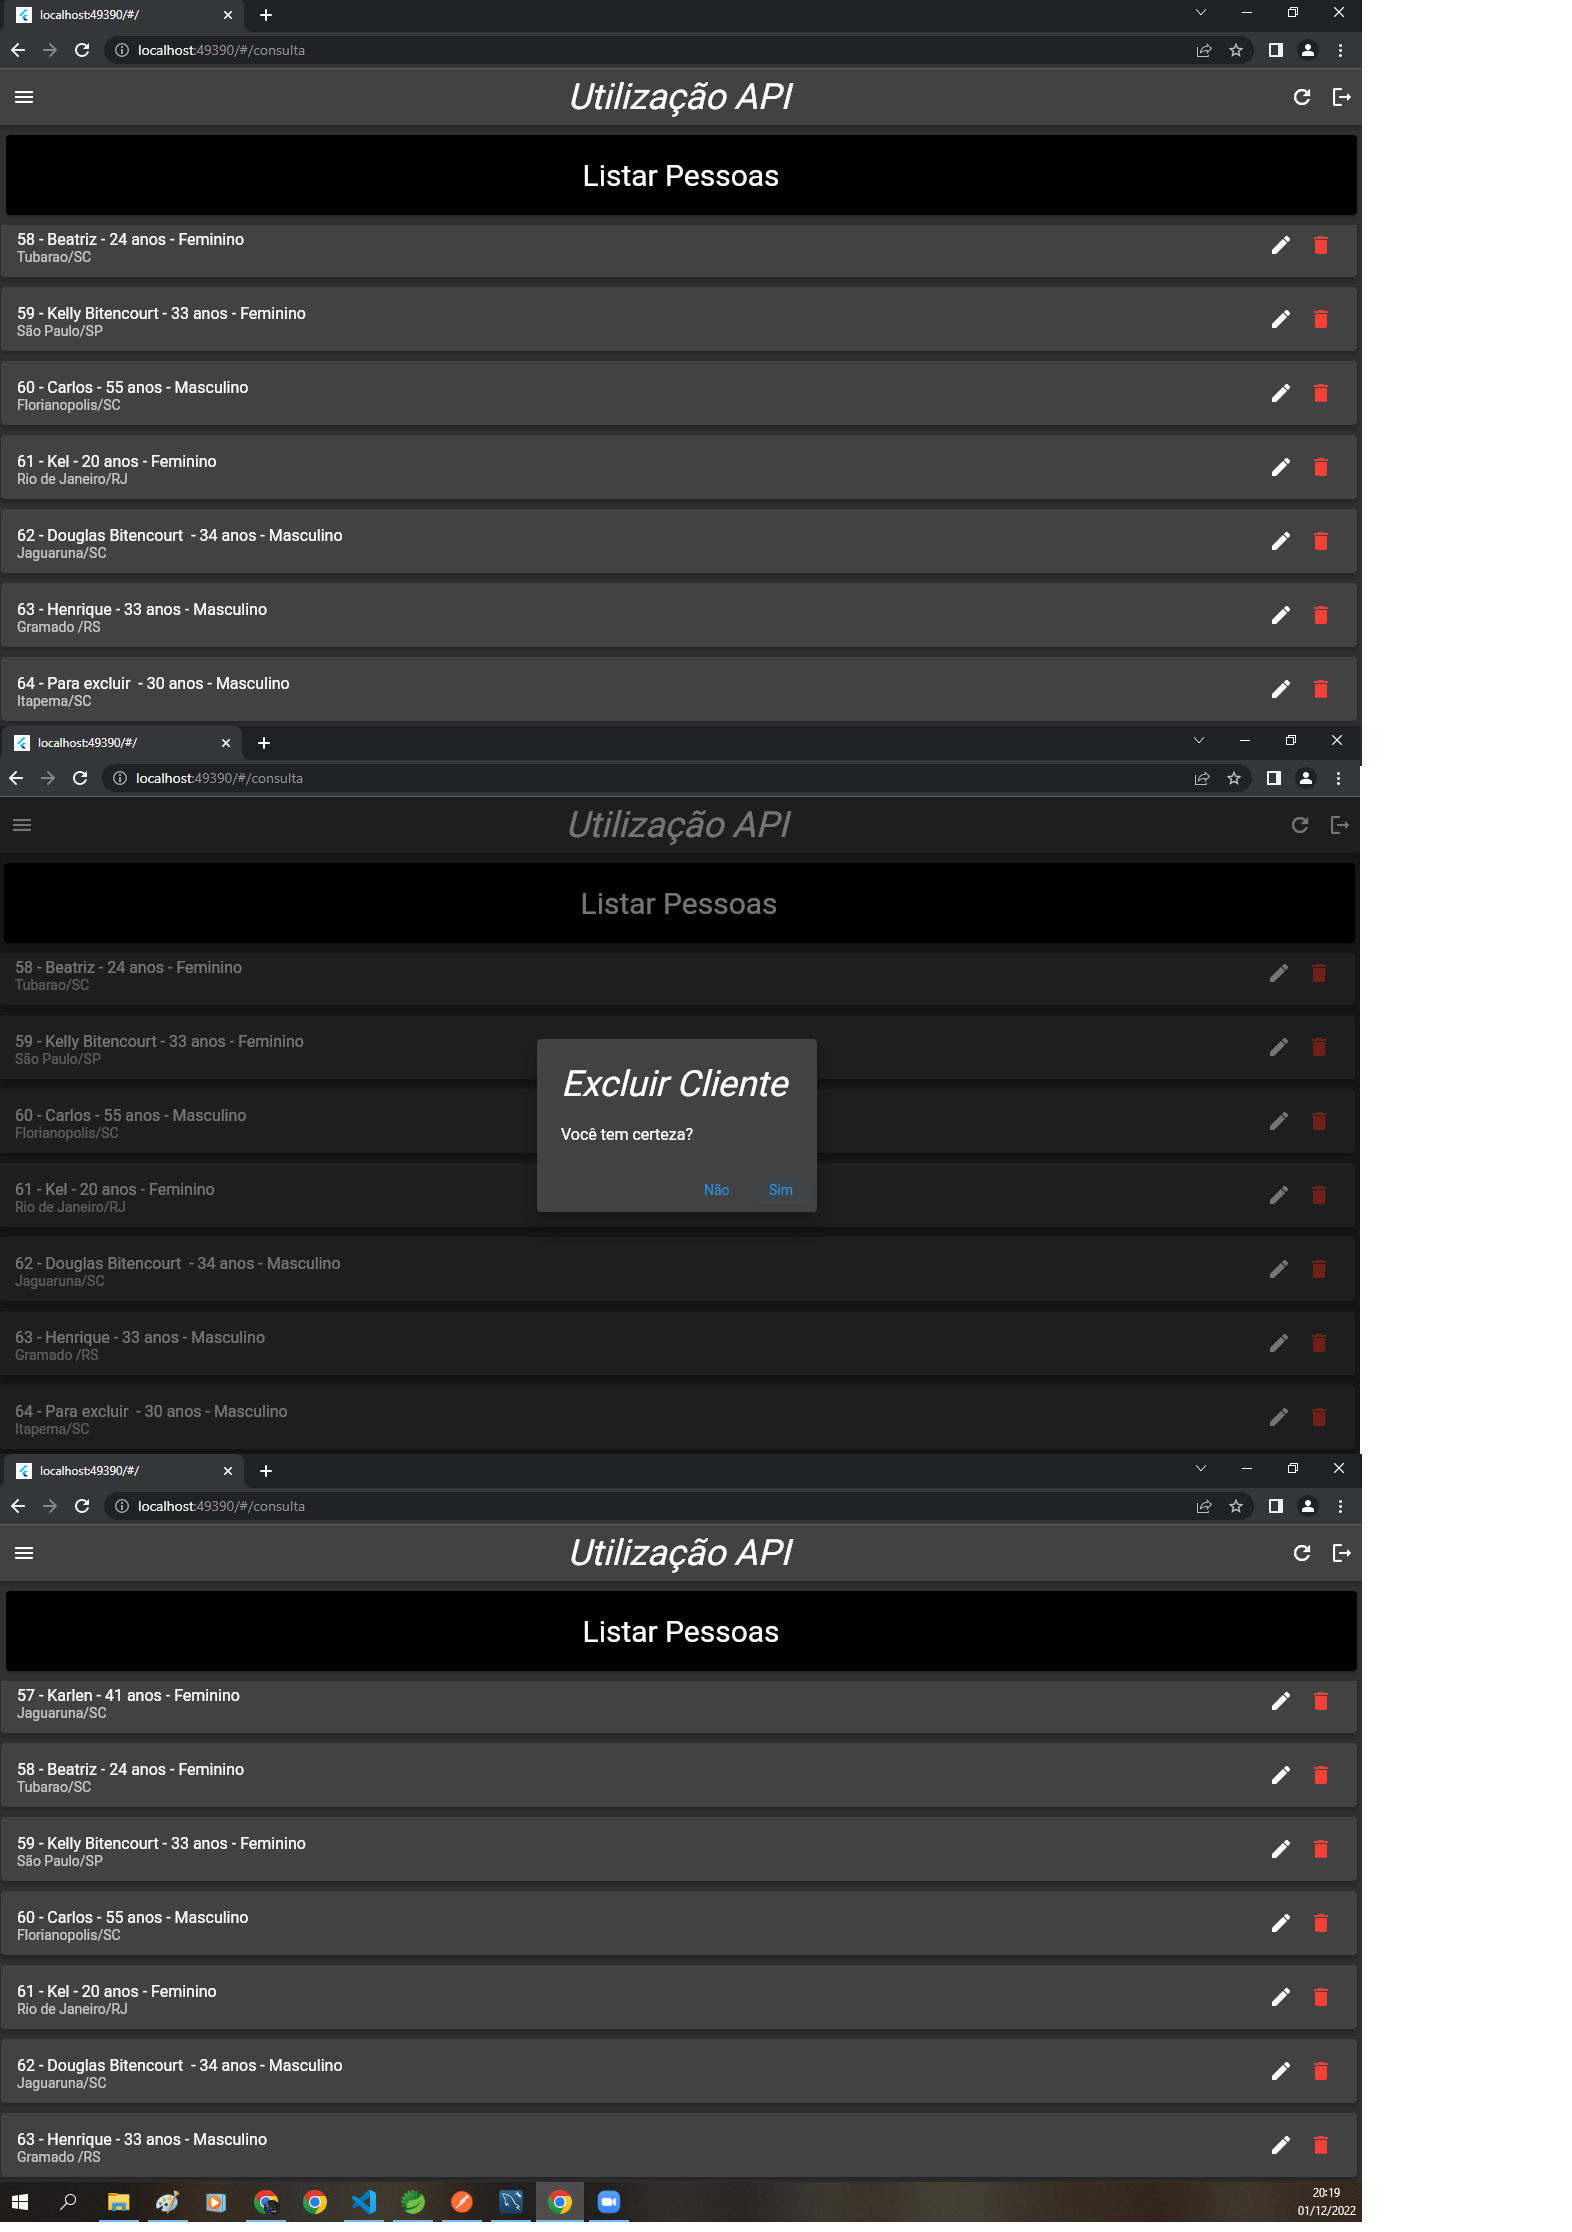 localhost:49390/#/
localhost:49390/#/consulta
Utilização API
Listar Pessoas
58 - Beatriz - 24 anos - Feminino
Tubarao/SC
59 - Kelly Bitencourt - 33 anos - Feminino
São Paulo/SP
60 - Carlos - 55 anos - Masculino
Florianopolis/SC
61 - Kel - 20 anos - Feminino
Rio de Janeiro/RJ
62 - Douglas Bitencourt  - 34 anos - Masculino
Jaguaruna/SC
63 - Henrique - 33 anos - Masculino
Gramado /RS
64 - Para excluir  - 30 anos - Masculino
Itapema/SC
localhost:49390/#/
localhost:49390/#/consulta
Utilização API
Listar Pessoas
58 - Beatriz - 24 anos - Feminino
Tubarao/SC
59 - Kelly Bitencourt - 33 anos - Feminino
São Paulo/SP
60 - Carlos - 55 anos - Masculino
Florianopolis/SC
61 - Kel - 20 anos - Feminino
Rio de Janeiro/RJ
62 - Douglas Bitencourt  - 34 anos - Masculino
Jaguaruna/SC
63 - Henrique - 33 anos - Masculino
Gramado /RS
64 - Para excluir  - 30 anos - Masculino
Itapema/SC
Excluir Cliente
Você tem certeza?
Não Sim
localhost:49390/#/
localhost:49390/#/consulta
Utilização API
Listar Pessoas
57 - Karlen - 41 anos - Feminino
Jaguaruna/SC
58 - Beatriz - 24 anos - Feminino
Tubarao/SC
59 - Kelly Bitencourt - 33 anos - Feminino
São Paulo/SP
60 - Carlos - 55 anos - Masculino
Florianopolis/SC
61 - Kel - 20 anos - Feminino
Rio de Janeiro/RJ
62 - Douglas Bitencourt  - 34 anos - Masculino
Jaguaruna/SC
63 - Henrique - 33 anos - Masculino
Gramado /RS
20:19
01/12/2022